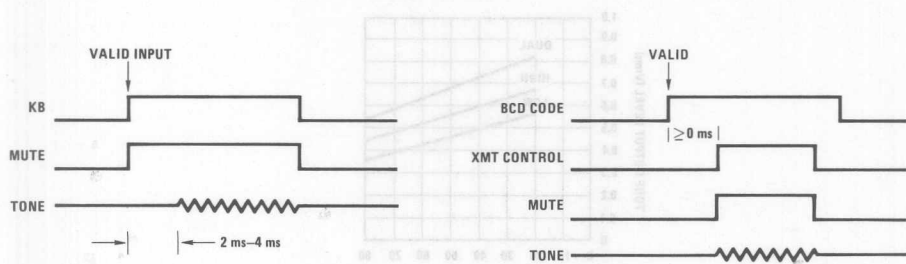 VALID INPUT
KB
MUTE
TONE
2 ms–4 ms
VALID
BCD CODE
≥0 ms
XMT CONTROL
MUTE
TONE